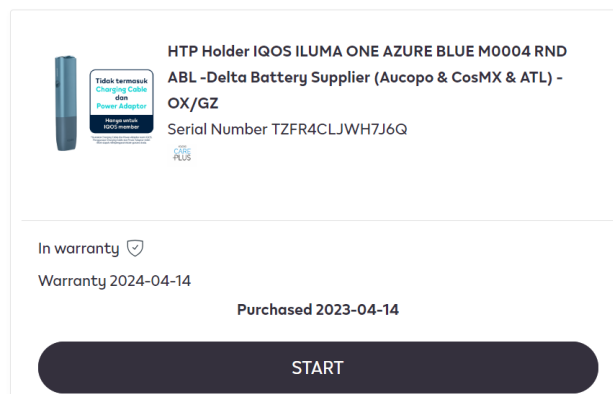 HTP Holder IQOS ILUMA ONE AZURE BLUE M0004 RND
ABL -Delta Battery Supplier (Aucopo & CosMX & ATL) -
OX/GZ
Serial Number TZFR4CLJWH7J6Q
CARE
PLUS
Tidak termasuk
Charging Cable
dan
Power Adaptor
Hanya untuk
IQOS member
In warranty
Warranty 2024-04-14
Purchased 2023-04-14
START